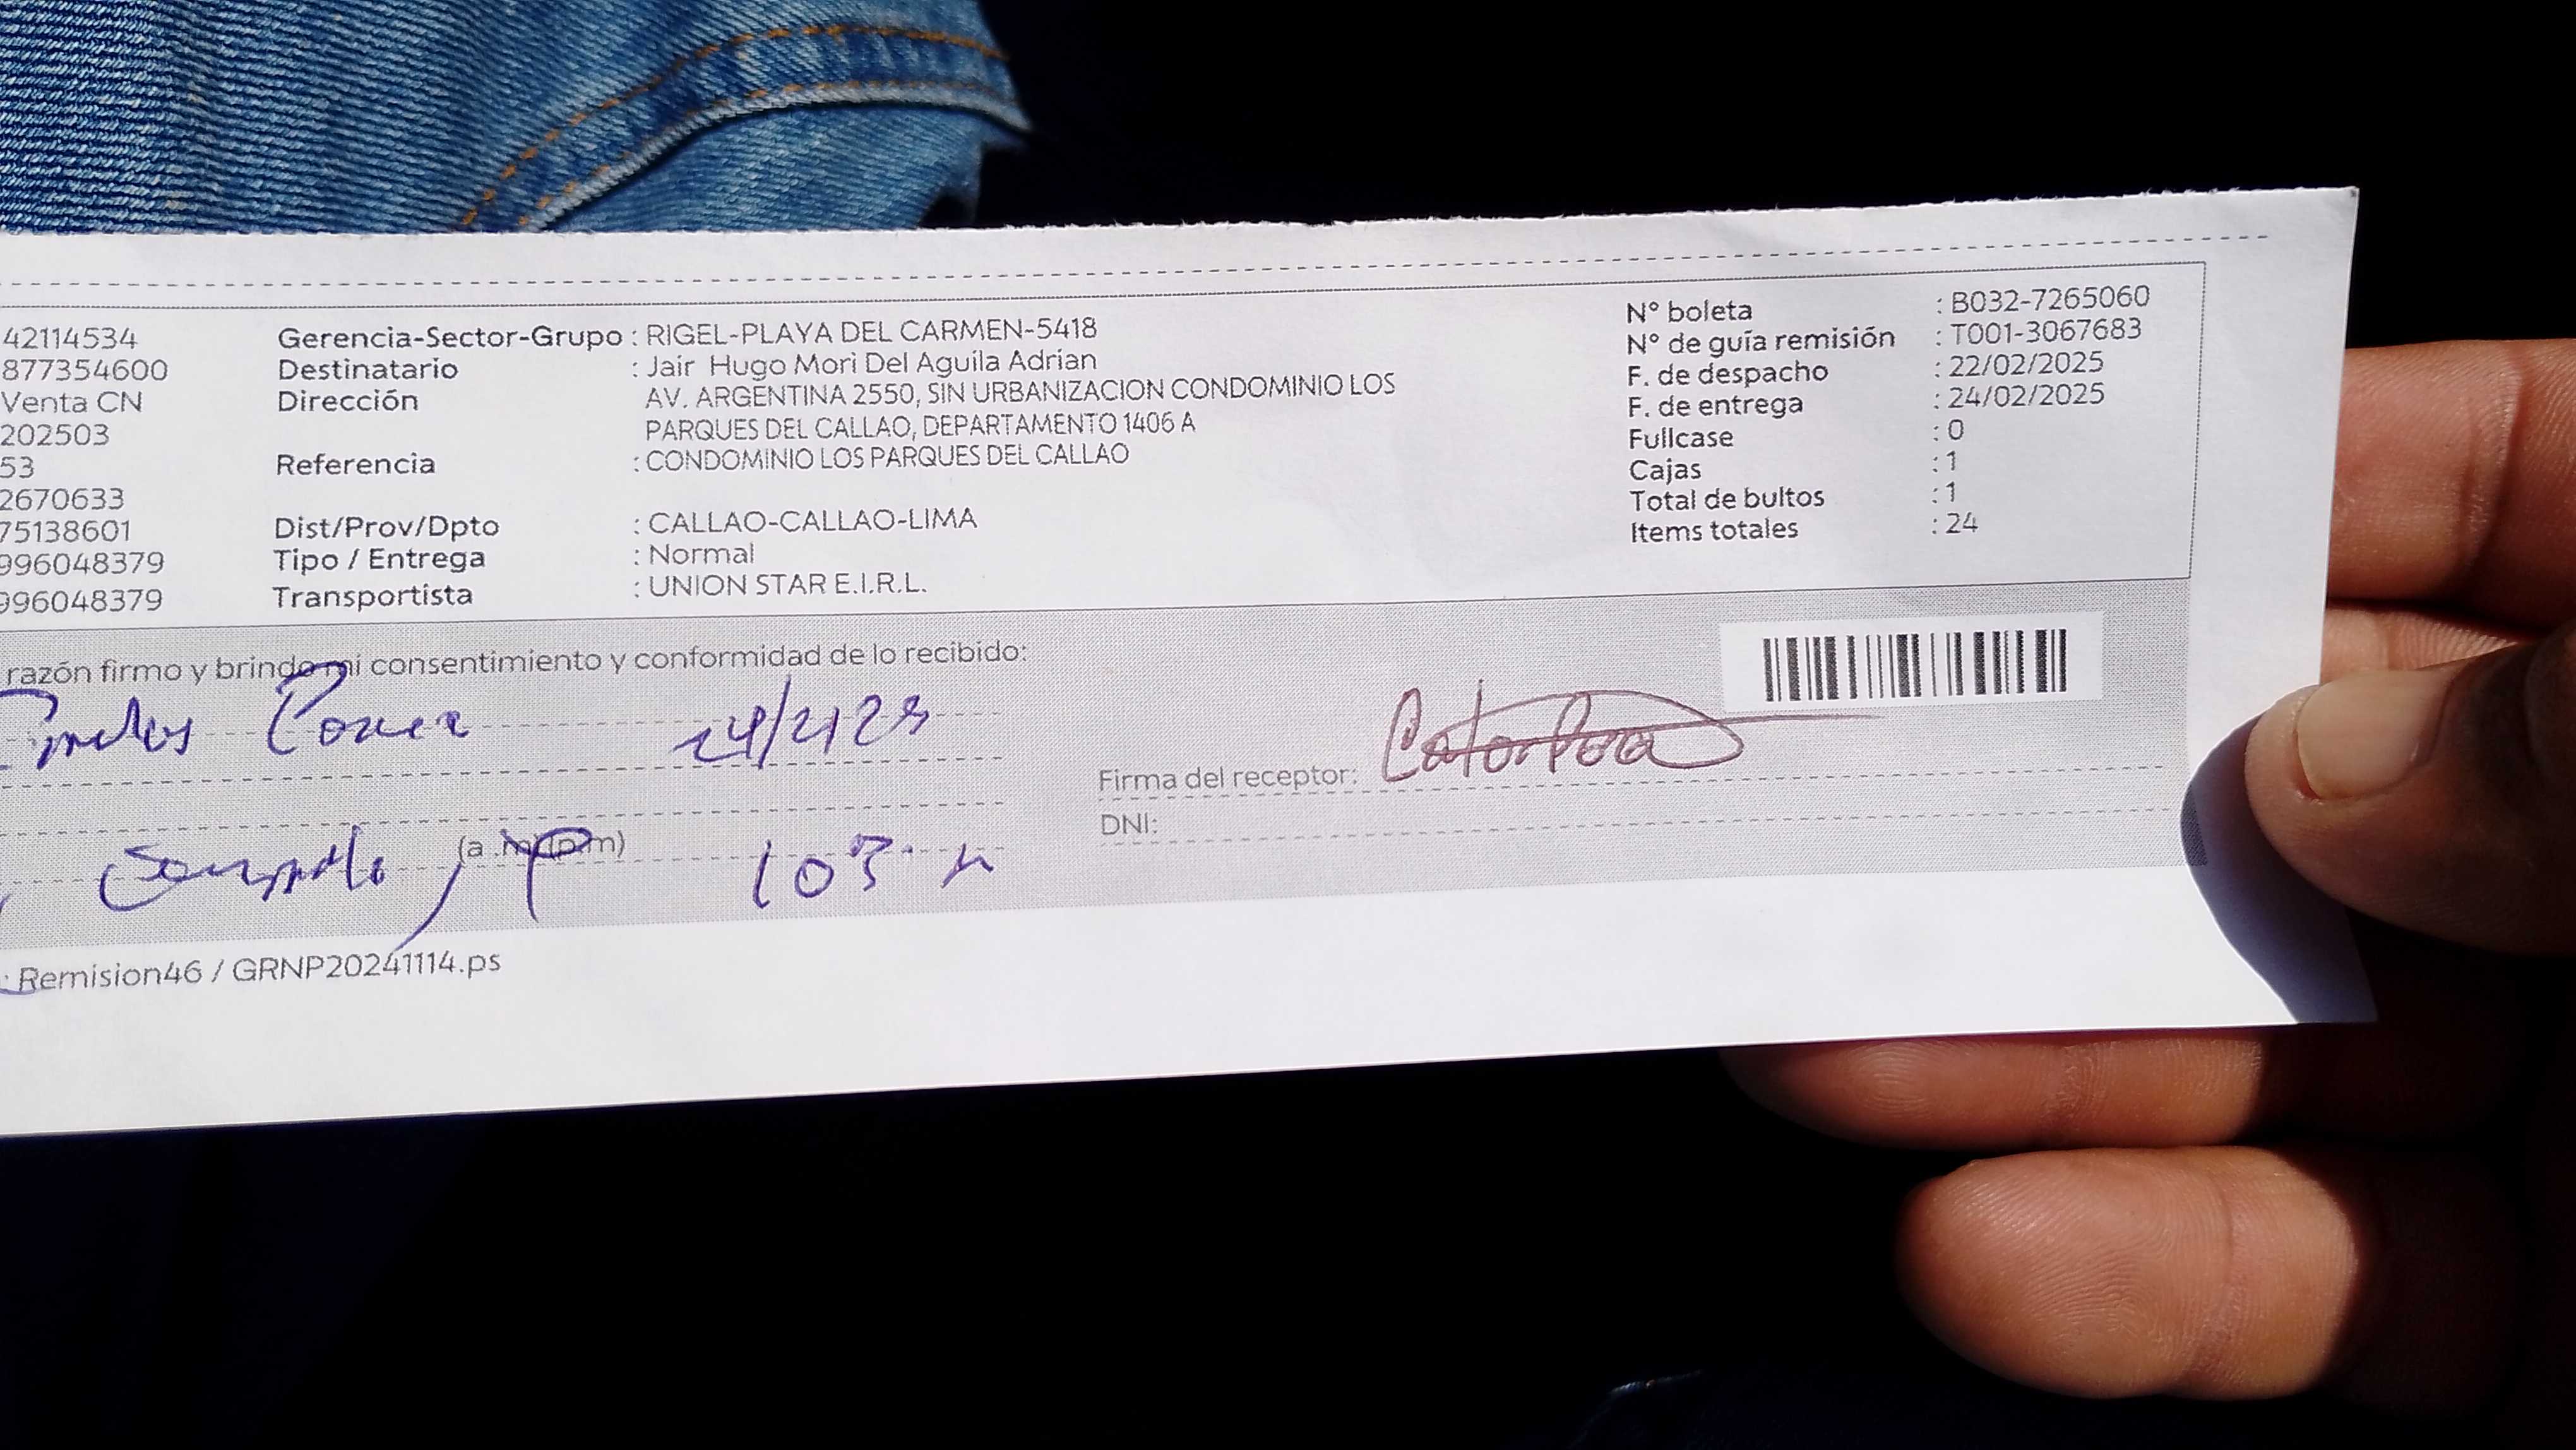 42114534 Gerencia-Sector-Grupo : RIGEL-PLAYA DEL CARMEN-5418 N° boleta : B032-7265060
877354600 Destinatario : Jair Hugo Mori Del Aguila Adrian N° de guía remisión : T001-3067683
Venta CN Dirección AV. ARGENTINA 2550, SIN URBANIZACION CONDOMINIO LOS F. de despacho : 22/02/2025
202503 PARQUES DEL CALLAO, DEPARTAMENTO 1406 A F. de entrega : 24/02/2025
53 Referencia : CONDOMINIO LOS PARQUES DEL CALLAO Fullcase : 0
2670633 Cajas : 1
75138601 Dist/Prov/Dpto : CALLAO-CALLAO-LIMA Total de bultos : 1
996048379 Tipo / Entrega : Normal Items totales : 24
996048379 Transportista : UNION STAR E.I.R.L.
razón firmo y brindo mi consentimiento y conformidad de lo recibido:
Firma del receptor:
DNI:
(a.m/p.m)
: Remision46 / GRNP20241114.ps